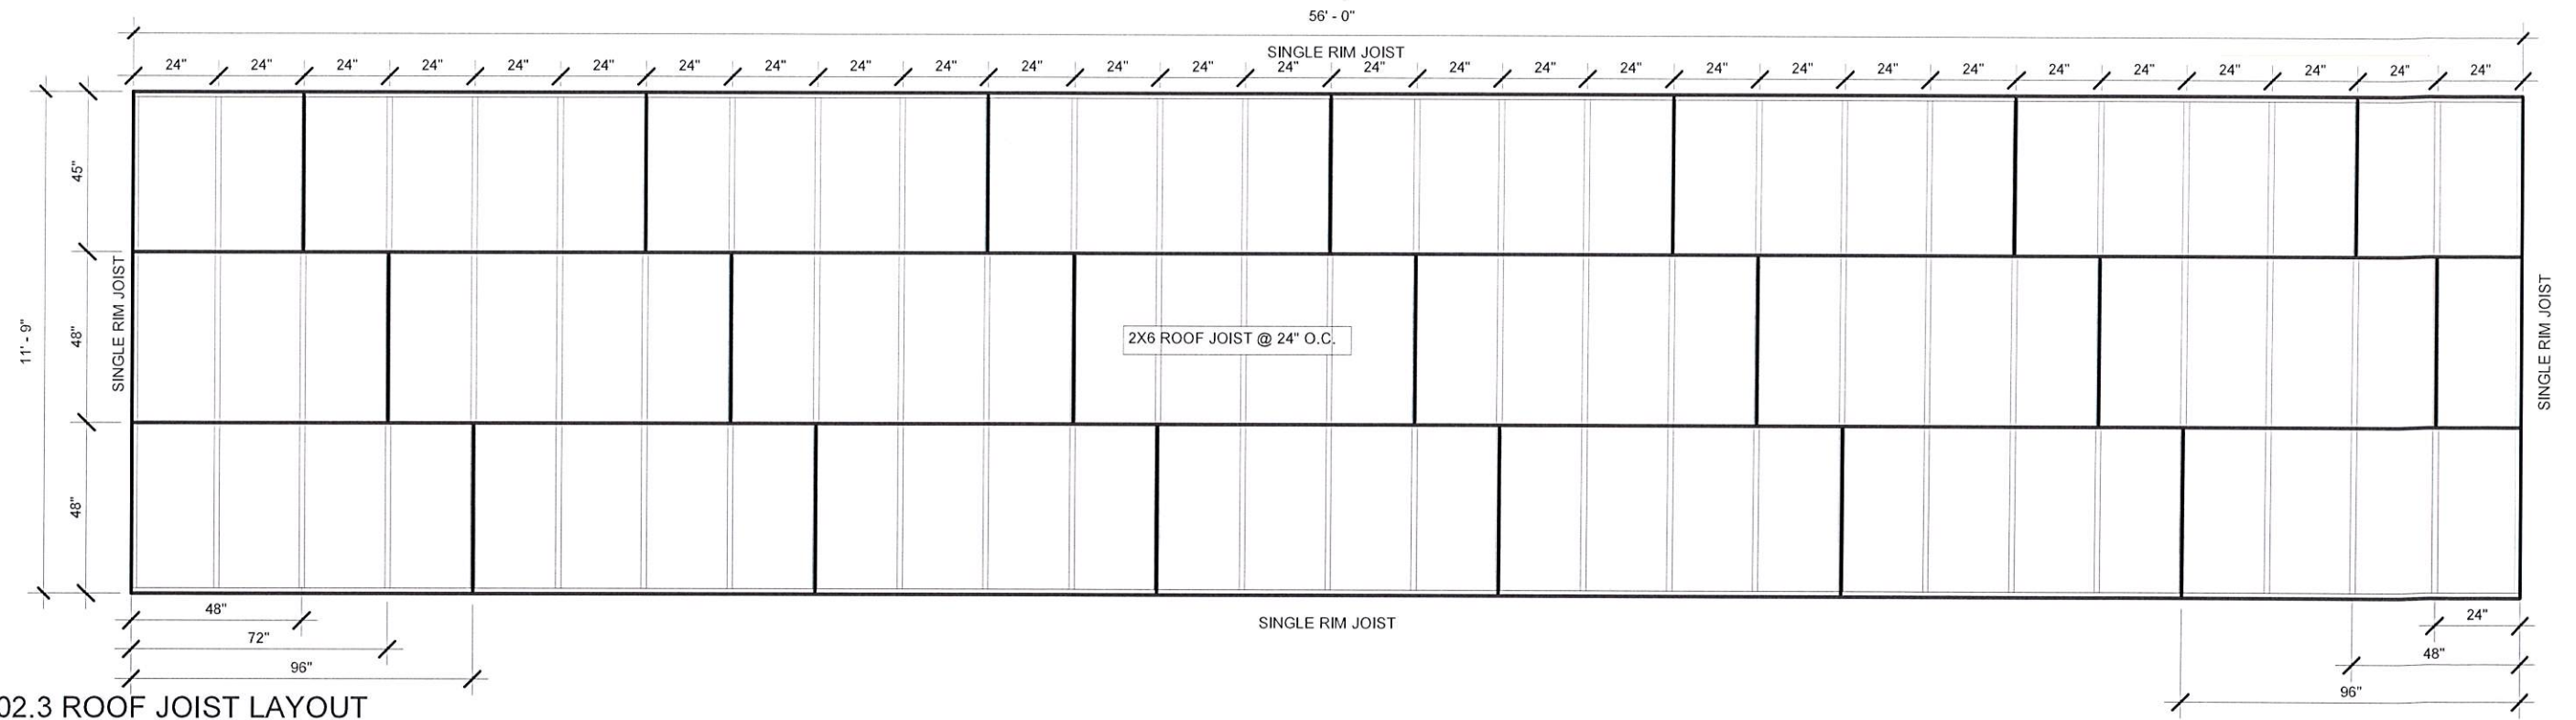 56' - 0"
SINGLE RIM JOIST
24" 24" 24" 24" 24" 24" 24" 24" 24" 24" 24" 24" 24" 24" 24" 24" 24" 24" 24" 24" 24" 24" 24" 24" 24" 24" 24" 24"
45"
48"
48"
11' - 9"
SINGLE RIM JOIST
2X6 ROOF JOIST @ 24" O.C.
SINGLE RIM JOIST
SINGLE RIM JOIST
48"
72"
96"
24"
48"
96"
02.3 ROOF JOIST LAYOUT